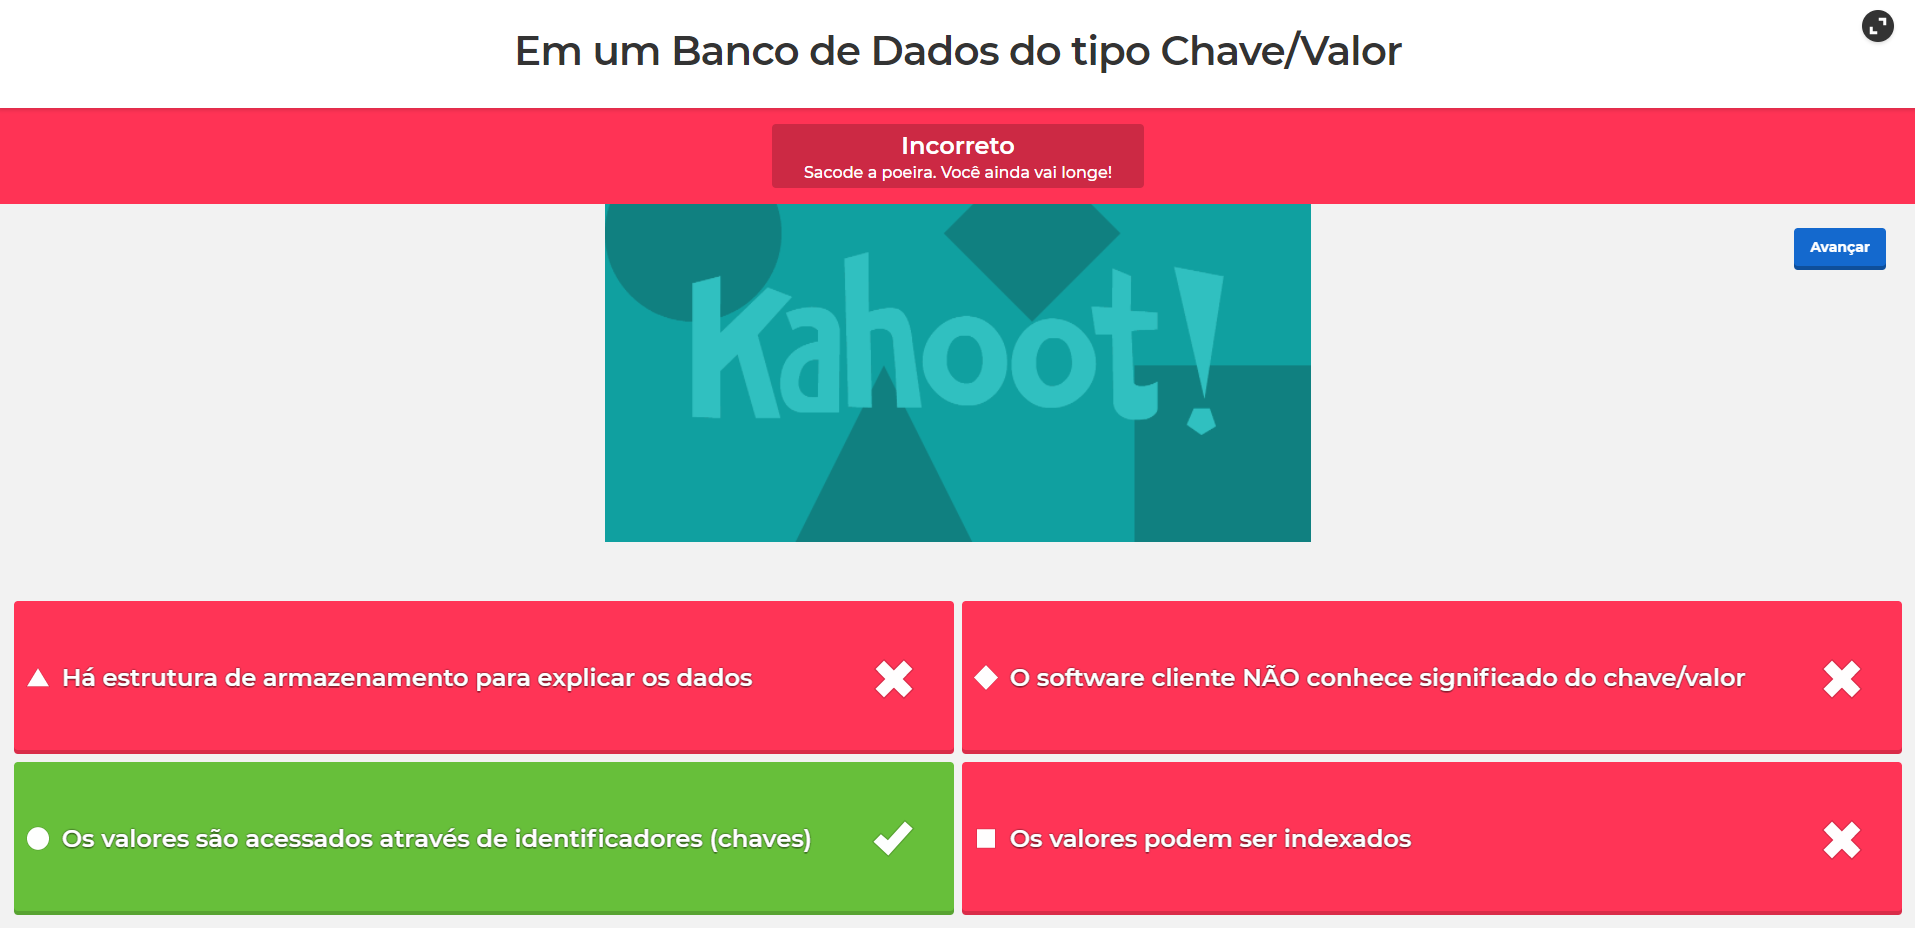 Em um Banco de Dados do tipo Chave/Valor
Incorreto
Sacode a poeira. Você ainda vai longe!
Avançar
Kahoot!
Há estrutura de armazenamento para explicar os dados
O software cliente NÃO conhece significado do chave/valor
Os valores são acessados através de identificadores (chaves)
Os valores podem ser indexados